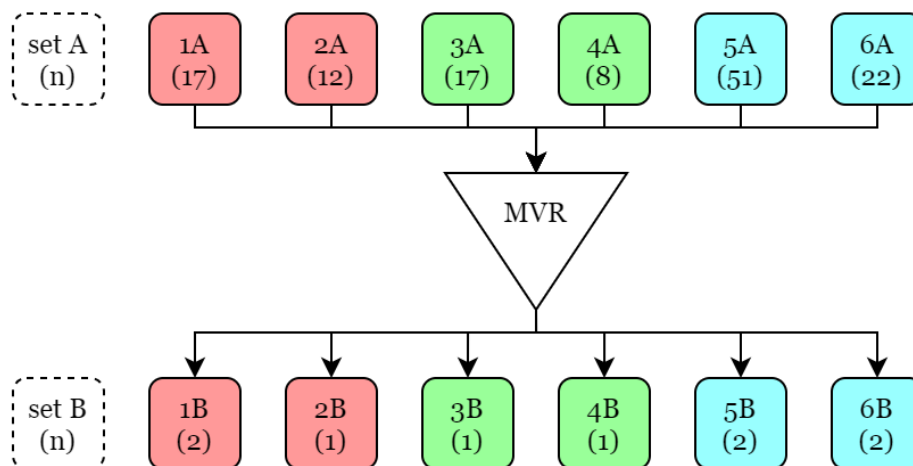 set A
(n)
1A
(17)
2A
(12)
3A
(17)
4A
(8)
5A
(51)
6A
(22)
MVR
set B
(n)
1B
(2)
2B
(1)
3B
(1)
4B
(1)
5B
(2)
6B
(2)